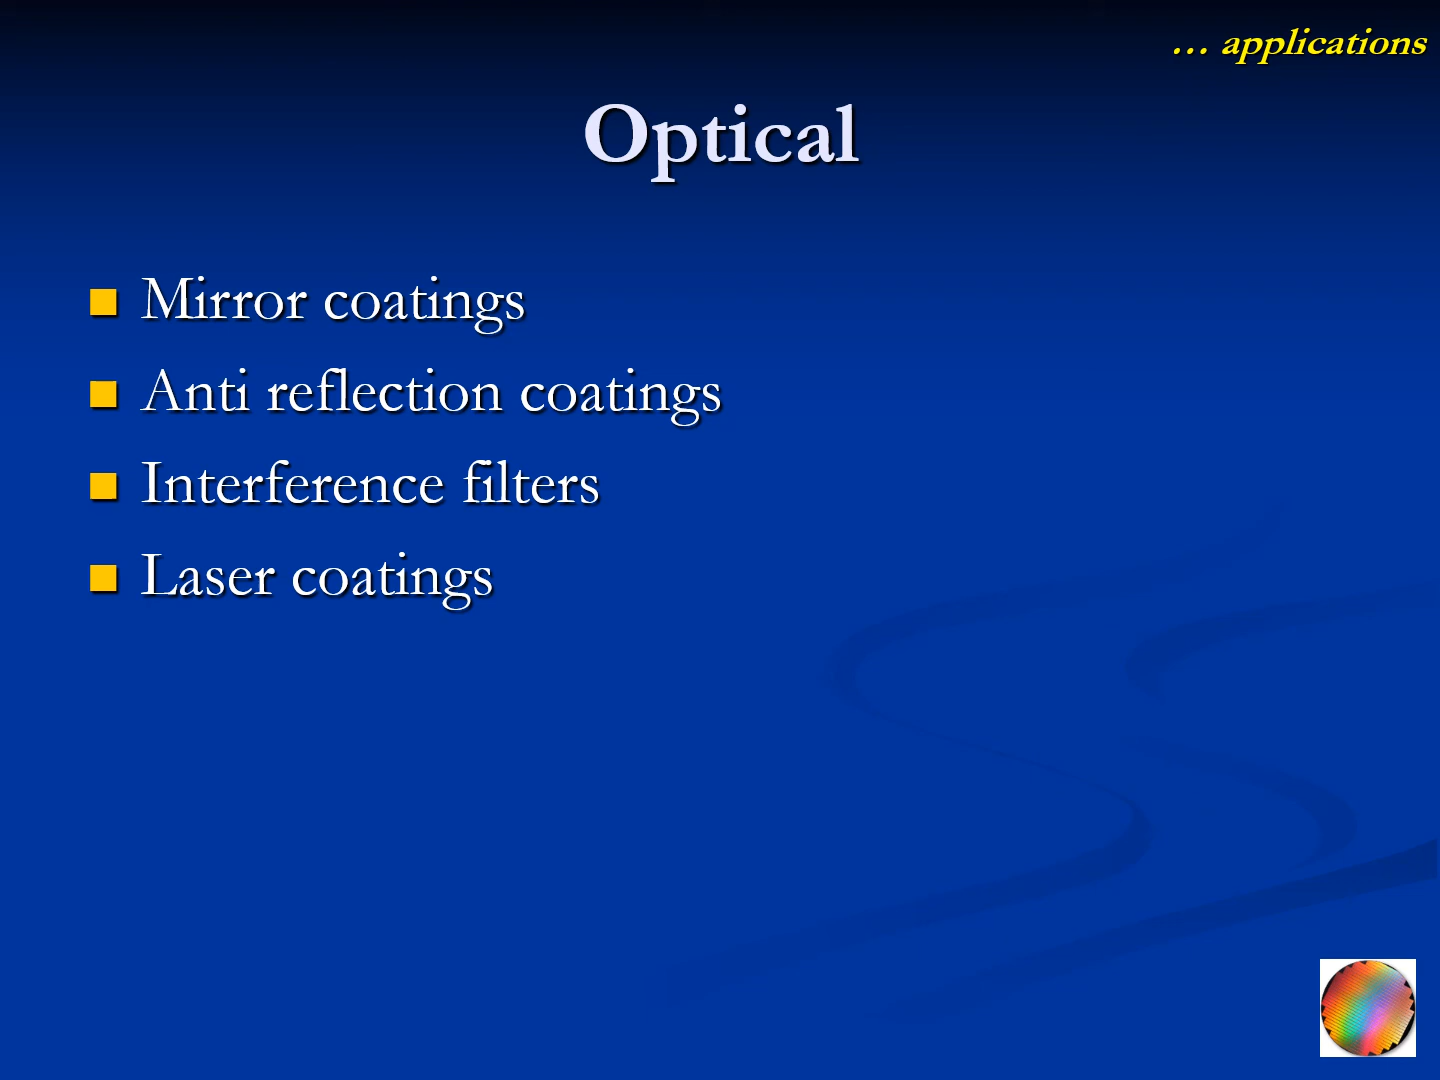 … applications
Optical
Mirror coatings
Anti reflection coatings
Interference filters
Laser coatings